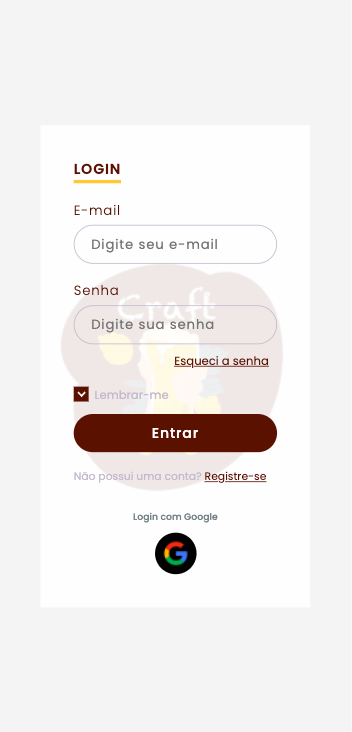 LOGIN
E-mail
Digite seu e-mail
Senha
Craft
Digite sua senha
Esqueci a senha
Lembrar-me
Entrar
Não possui uma conta? Registre-se
Login com Google
G